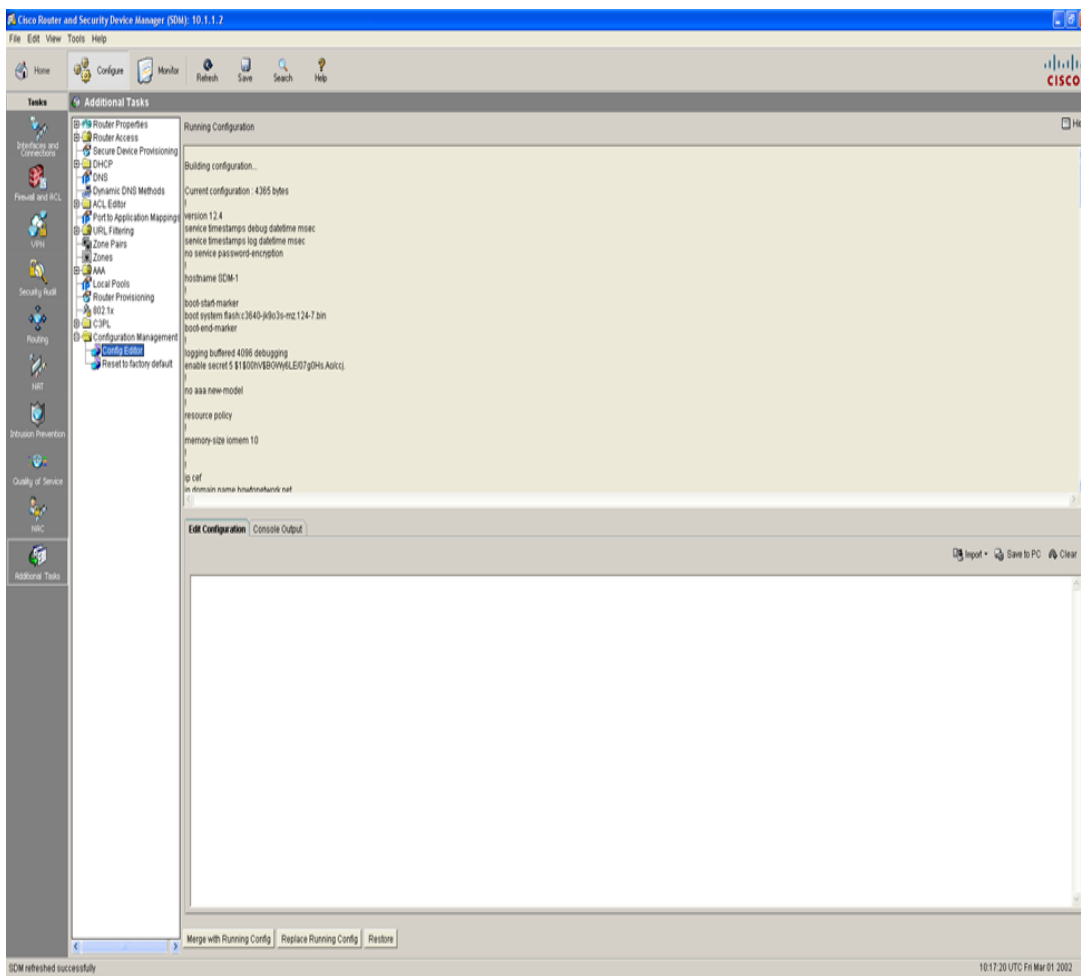 Cisco Router and Security Device Manager (SDM): 10.1.1.2
File Edit View Tools Help
Home Configure Monitor Refresh Save Search Help
CISCO
Tasks
Additional Tasks
Interfaces and Connections
Firewall and ACL
VPN
Security Audit
Routing
NAT
Intrusion Prevention
Quality of Service
NAC
Additional Tasks
Router Properties
Router Access
Secure Device Provisioning
DHCP
DNS
Dynamic DNS Methods
ACL Editor
Port to Application Mappings
URL Filtering
Zone Pairs
Zones
AAA
Local Pools
Router Provisioning
802.1x
C3PL
Configuration Management
Config Editor
Reset to factory default
Running Configuration
Building configuration...
Current configuration : 4365 bytes
!
version 12.4
service timestamps debug datetime msec
service timestamps log datetime msec
no service password-encryption
!
hostname SDM-1
!
boot-start-marker
boot system flash:c3640-jk9o3s-mz.124-7.bin
boot-end-marker
!
logging buffered 4096 debugging
enable secret 5
!
no aaa new-model
!
resource policy
!
memory-size iomem 10
!
!
ip cef
ip domain name howtonetwork.net
Edit Configuration Console Output
Import Save to PC Clear
Merge with Running Config Replace Running Config Restore
SDM refreshed successfully
10:17:20 UTC Fri Mar 01 2002